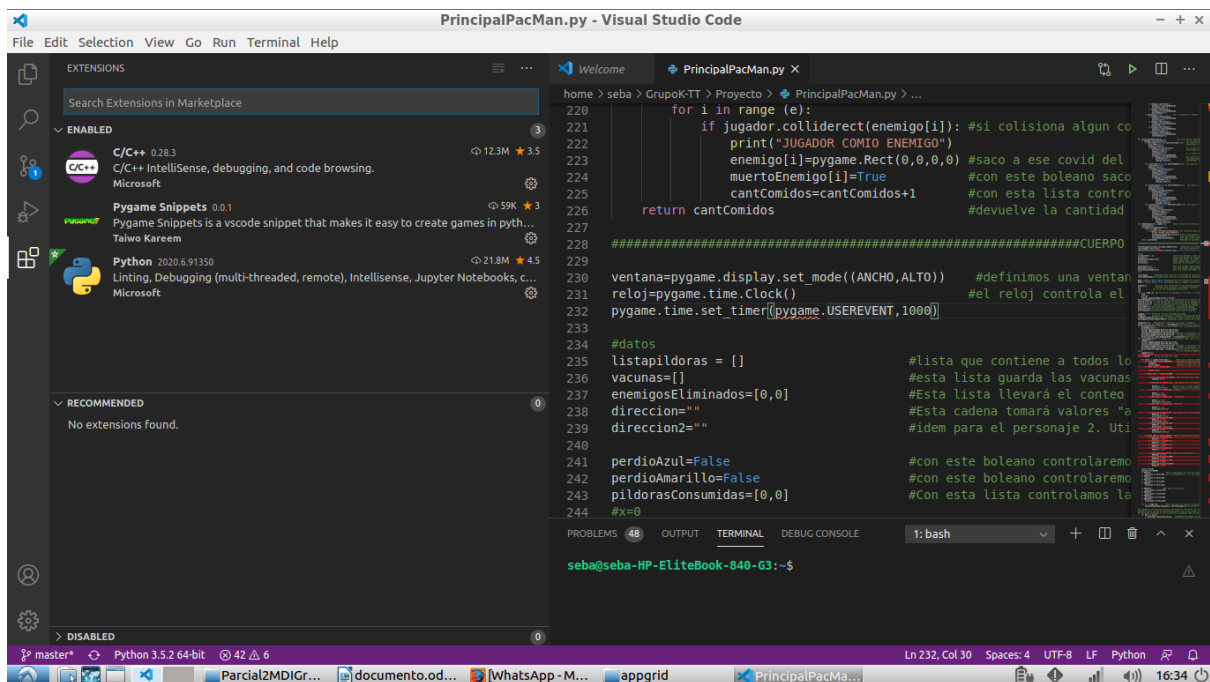 PrincipalPacMan.py - Visual Studio Code
File Edit Selection View Go Run Terminal Help
EXTENSIONS
Search Extensions in Marketplace
ENABLED 3
C/C++ 0.28.3 12.3M 3.5
C/C++
C/C++ IntelliSense, debugging, and code browsing.
Microsoft
Pygame Snippets 0.0.1 59K 3
Pygame Snippets is a vscode snippet that makes it easy to create games in pyth...
Taiwo Kareem
Python 2020.6.91350 21.8M 4.5
Linting, Debugging (multi-threaded, remote), Intellisense, Jupyter Notebooks, c...
Microsoft
RECOMMENDED 0
No extensions found.
DISABLED 0
1
Welcome PrincipalPacMan.py
home > seba > GrupoK-TT > Proyecto > PrincipalPacMan.py > ...
220 for i in range (e):
221 if jugador.colliderect(enemigo[i]): #si colisiona algun co
222 print("JUGADOR COMIO ENEMIGO")
223 enemigo[i]=pygame.Rect(0,0,0,0) #saco a ese covid del
224 muertoEnemigo[i]=True #con este boleano saco
225 cantComidos=cantComidos+1 #con esta lista contro
226 return cantComidos #devuelve la cantidad
227
228 ################################################################CUERPO
229
230 ventana=pygame.display.set_mode((ANCHO,ALTO)) #definimos una ventan
231 reloj=pygame.time.Clock() #el reloj controla el
232 pygame.time.set_timer(pygame.USEREVENT,1000)
233
234 #datos
235 listapildoras = [] #lista que contiene a todos lo
236 vacunas=[] #esta lista guarda las vacunas
237 enemigosEliminados=[0,0] #Esta lista llevará el conteo
238 direccion="" #Esta cadena tomará valores "a
239 direccion2="" #idem para el personaje 2. Uti
240
241 perdioAzul=False #con este boleano controlaremo
242 perdioAmarillo=False #con este boleano controlaremo
243 pildorasConsumidas=[0,0] #Con esta lista controlamos la
244 #x=0
PROBLEMS 48 OUTPUT TERMINAL DEBUG CONSOLE 1: bash
seba@seba-HP-EliteBook-840-G3:~$
master* Python 3.5.2 64-bit 42 6 Ln 232, Col 30 Spaces: 4 UTF-8 LF Python
Parcial2MDIGr... documento.od... [WhatsApp - M... appgrid PrincipalPacMa... 16:34